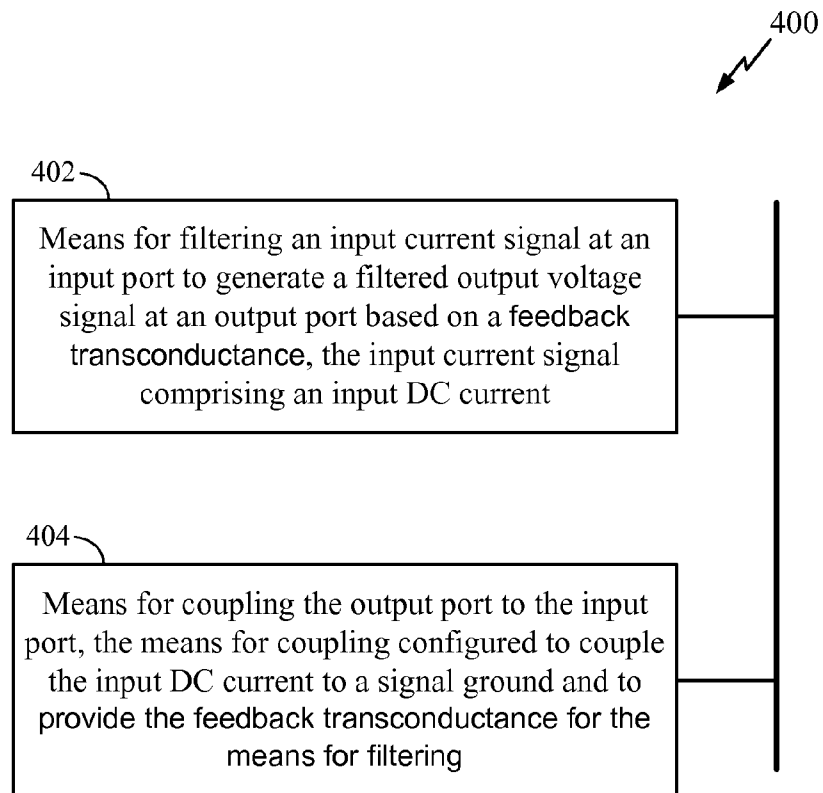 400
402
Means for filtering an input current signal at an
input port to generate a filtered output voltage
signal at an output port based on a feedback
transconductance, the input current signal
comprising an input DC current
404
Means for coupling the output port to the input
port, the means for coupling configured to couple
the input DC current to a signal ground and to
provide the feedback transconductance for the
means for filtering